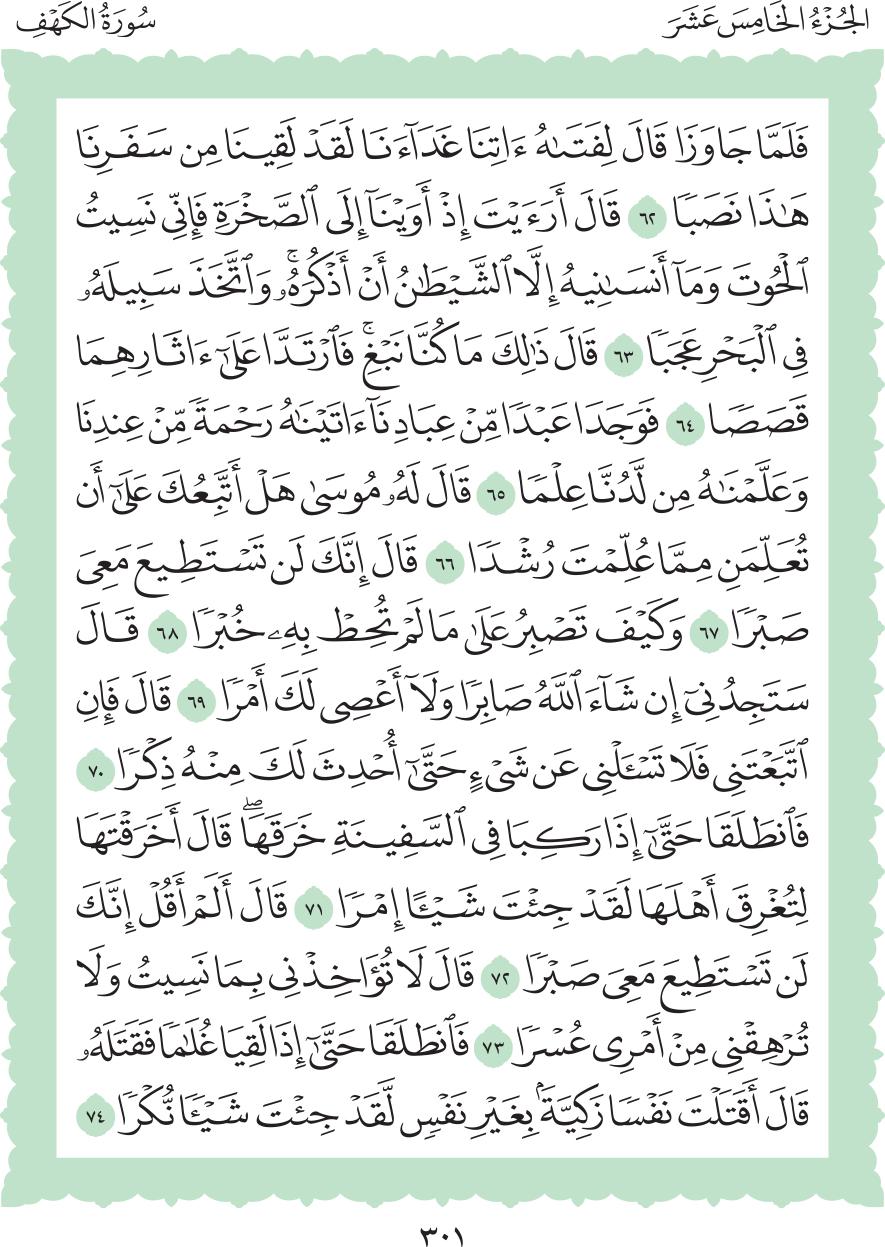 الجُزْءُ الخَامِسَ عَشَرَ
سُورَةُ الكَهْفِ
فَلَمَّا جَاوَزَا قَالَ لِفَتَىٰهُ ءَاتِنَا غَدَآءَنَا لَقَدْ لَقِينَا مِن سَفَرِنَا
هَٰذَا نَصَبًا ٦٢ قَالَ أَرَءَيْتَ إِذْ أَوَيْنَآ إِلَى ٱلصَّخْرَةِ فَإِنِّي نَسِيتُ
ٱلْحُوتَ وَمَآ أَنسَىٰنِيهُ إِلَّا ٱلشَّيْطَٰنُ أَنْ أَذْكُرَهُۥۚ وَٱتَّخَذَ سَبِيلَهُۥ
فِي ٱلْبَحْرِ عَجَبًا ٦٣ قَالَ ذَٰلِكَ مَا كُنَّا نَبْغِۚ فَٱرْتَدَّا عَلَىٰٓ ءَاثَارِهِمَا
قَصَصًا ٦٤ فَوَجَدَا عَبْدًا مِّنْ عِبَادِنَآ ءَاتَيْنَٰهُ رَحْمَةً مِّنْ عِندِنَا
وَعَلَّمْنَٰهُ مِن لَّدُنَّا عِلْمًا ٦٥ قَالَ لَهُۥ مُوسَىٰ هَلْ أَتَّبِعُكَ عَلَىٰٓ أَن
تُعَلِّمَنِ مِمَّا عُلِّمْتَ رُشْدًا ٦٦ قَالَ إِنَّكَ لَن تَسْتَطِيعَ مَعِيَ
صَبْرًا ٦٧ وَكَيْفَ تَصْبِرُ عَلَىٰ مَا لَمْ تُحِطْ بِهِۦ خُبْرًا ٦٨ قَالَ
سَتَجِدُنِيٓ إِن شَآءَ ٱللَّهُ صَابِرًا وَلَآ أَعْصِي لَكَ أَمْرًا ٦٩ قَالَ فَإِنِ
ٱتَّبَعْتَنِي فَلَا تَسْـَٔلْنِي عَن شَيْءٍ حَتَّىٰٓ أُحْدِثَ لَكَ مِنْهُ ذِكْرًا ٧٠
فَٱنطَلَقَا حَتَّىٰٓ إِذَا رَكِبَا فِي ٱلسَّفِينَةِ خَرَقَهَاۖ قَالَ أَخَرَقْتَهَا
لِتُغْرِقَ أَهْلَهَا لَقَدْ جِئْتَ شَيْـًٔا إِمْرًا ٧١ قَالَ أَلَمْ أَقُلْ إِنَّكَ
لَن تَسْتَطِيعَ مَعِيَ صَبْرًا ٧٢ قَالَ لَا تُؤَاخِذْنِي بِمَا نَسِيتُ وَلَا
تُرْهِقْنِي مِنْ أَمْرِي عُسْرًا ٧٣ فَٱنطَلَقَا حَتَّىٰٓ إِذَا لَقِيَا غُلَٰمًا فَقَتَلَهُۥ
قَالَ أَقَتَلْتَ نَفْسًا زَكِيَّةًۢ بِغَيْرِ نَفْسٍ لَّقَدْ جِئْتَ شَيْـًٔا نُّكْرًا ٧٤
٣٠١